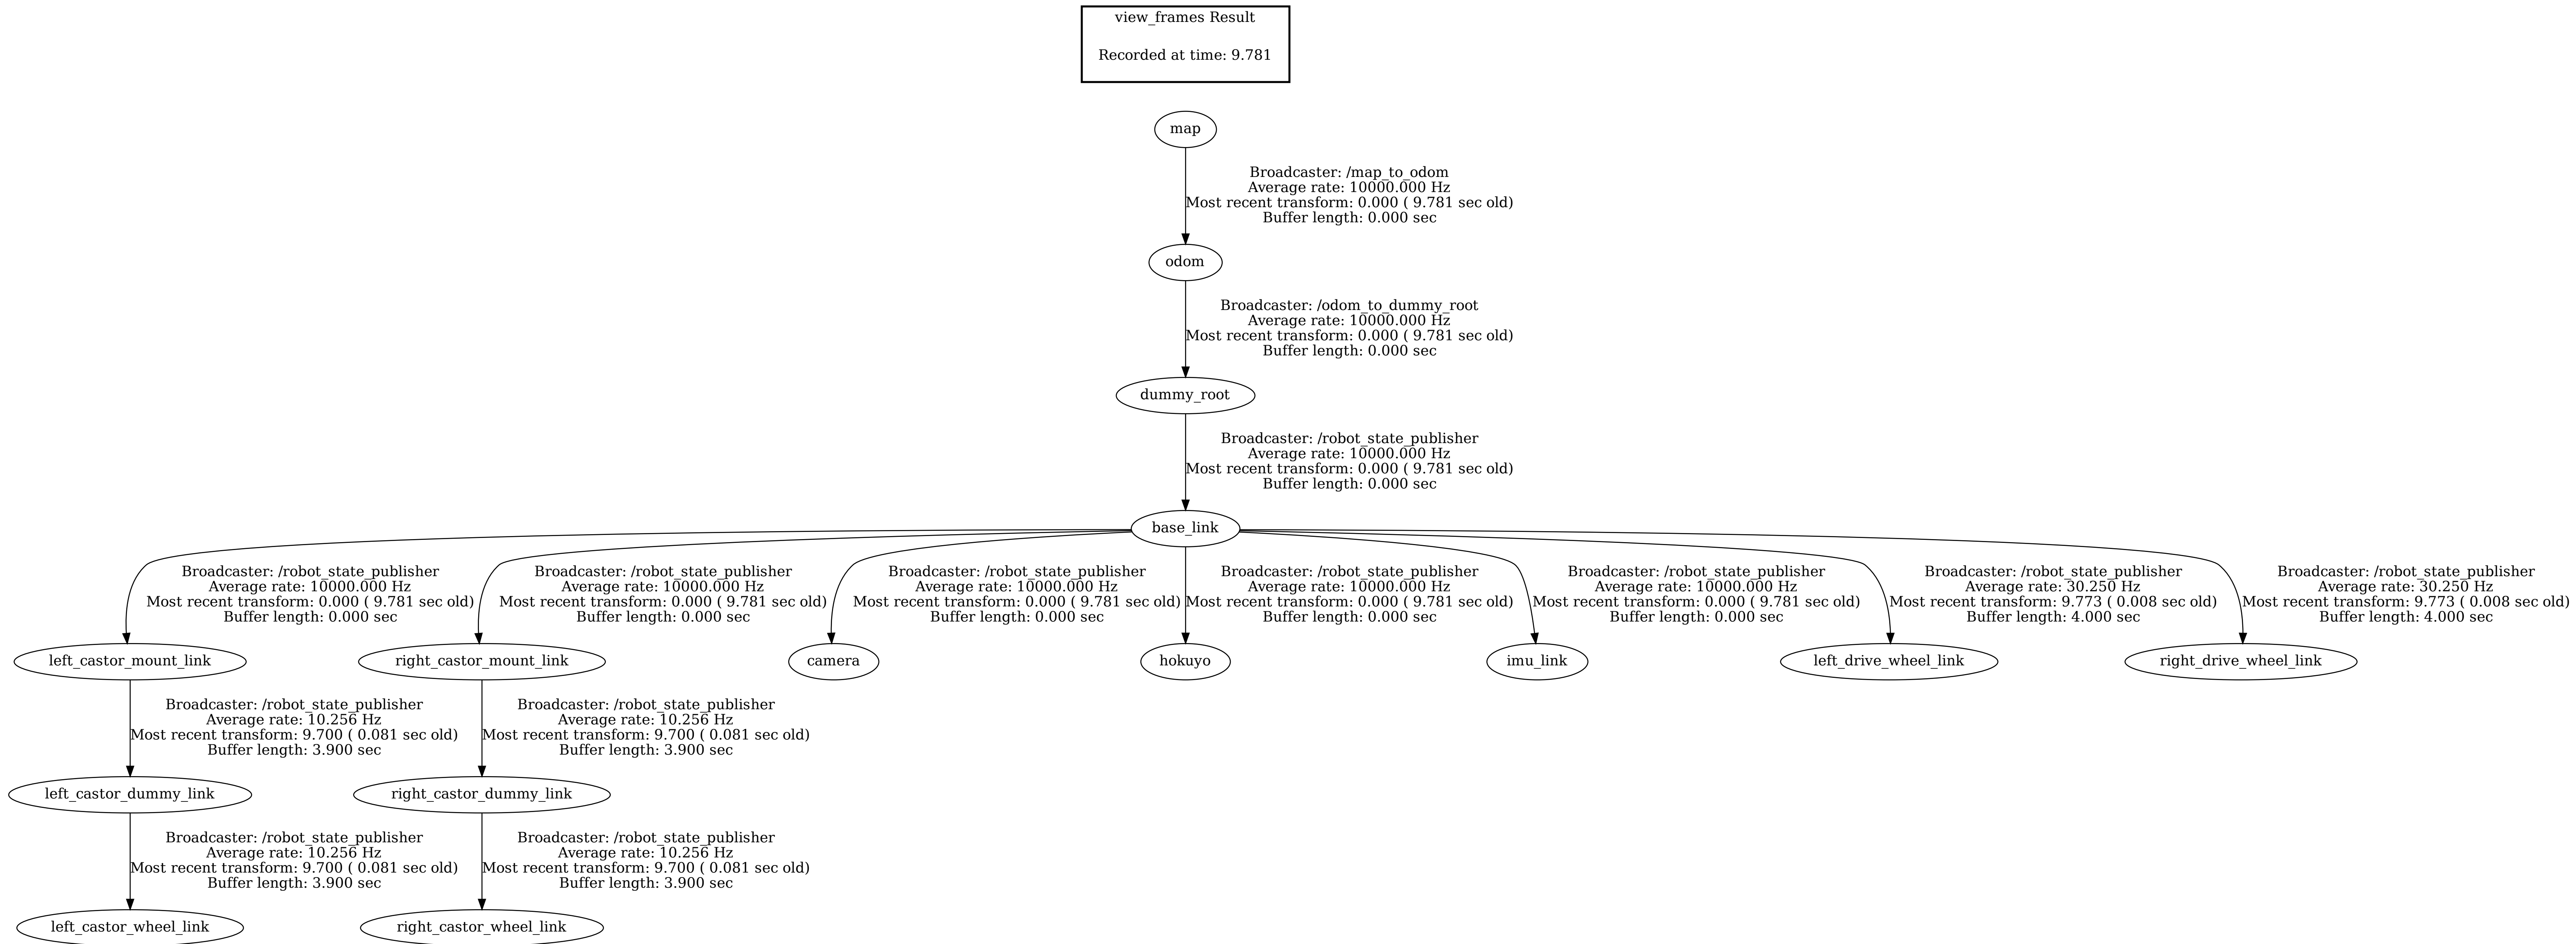 view_frames Result
Recorded at time: 9.781
map
Broadcaster: /map_to_odom
Average rate: 10000.000 Hz
Most recent transform: 0.000 ( 9.781 sec old)
Buffer length: 0.000 sec
odom
Broadcaster: /odom_to_dummy_root
Average rate: 10000.000 Hz
Most recent transform: 0.000 ( 9.781 sec old)
Buffer length: 0.000 sec
dummy_root
Broadcaster: /robot_state_publisher
Average rate: 10000.000 Hz
Most recent transform: 0.000 ( 9.781 sec old)
Buffer length: 0.000 sec
base_link
Broadcaster: /robot_state_publisher
Average rate: 10000.000 Hz
Most recent transform: 0.000 ( 9.781 sec old)
Buffer length: 0.000 sec
Broadcaster: /robot_state_publisher
Average rate: 10000.000 Hz
Most recent transform: 0.000 ( 9.781 sec old)
Buffer length: 0.000 sec
Broadcaster: /robot_state_publisher
Average rate: 10000.000 Hz
Most recent transform: 0.000 ( 9.781 sec old)
Buffer length: 0.000 sec
Broadcaster: /robot_state_publisher
Average rate: 10000.000 Hz
Most recent transform: 0.000 ( 9.781 sec old)
Buffer length: 0.000 sec
Broadcaster: /robot_state_publisher
Average rate: 10000.000 Hz
Most recent transform: 0.000 ( 9.781 sec old)
Buffer length: 0.000 sec
Broadcaster: /robot_state_publisher
Average rate: 30.250 Hz
Most recent transform: 9.773 ( 0.008 sec old)
Buffer length: 4.000 sec
Broadcaster: /robot_state_publisher
Average rate: 30.250 Hz
Most recent transform: 9.773 ( 0.008 sec old)
Buffer length: 4.000 sec
left_castor_mount_link
right_castor_mount_link
camera
hokuyo
imu_link
left_drive_wheel_link
right_drive_wheel_link
Broadcaster: /robot_state_publisher
Average rate: 10.256 Hz
Most recent transform: 9.700 ( 0.081 sec old)
Buffer length: 3.900 sec
Broadcaster: /robot_state_publisher
Average rate: 10.256 Hz
Most recent transform: 9.700 ( 0.081 sec old)
Buffer length: 3.900 sec
left_castor_dummy_link
right_castor_dummy_link
Broadcaster: /robot_state_publisher
Average rate: 10.256 Hz
Most recent transform: 9.700 ( 0.081 sec old)
Buffer length: 3.900 sec
Broadcaster: /robot_state_publisher
Average rate: 10.256 Hz
Most recent transform: 9.700 ( 0.081 sec old)
Buffer length: 3.900 sec
left_castor_wheel_link
right_castor_wheel_link